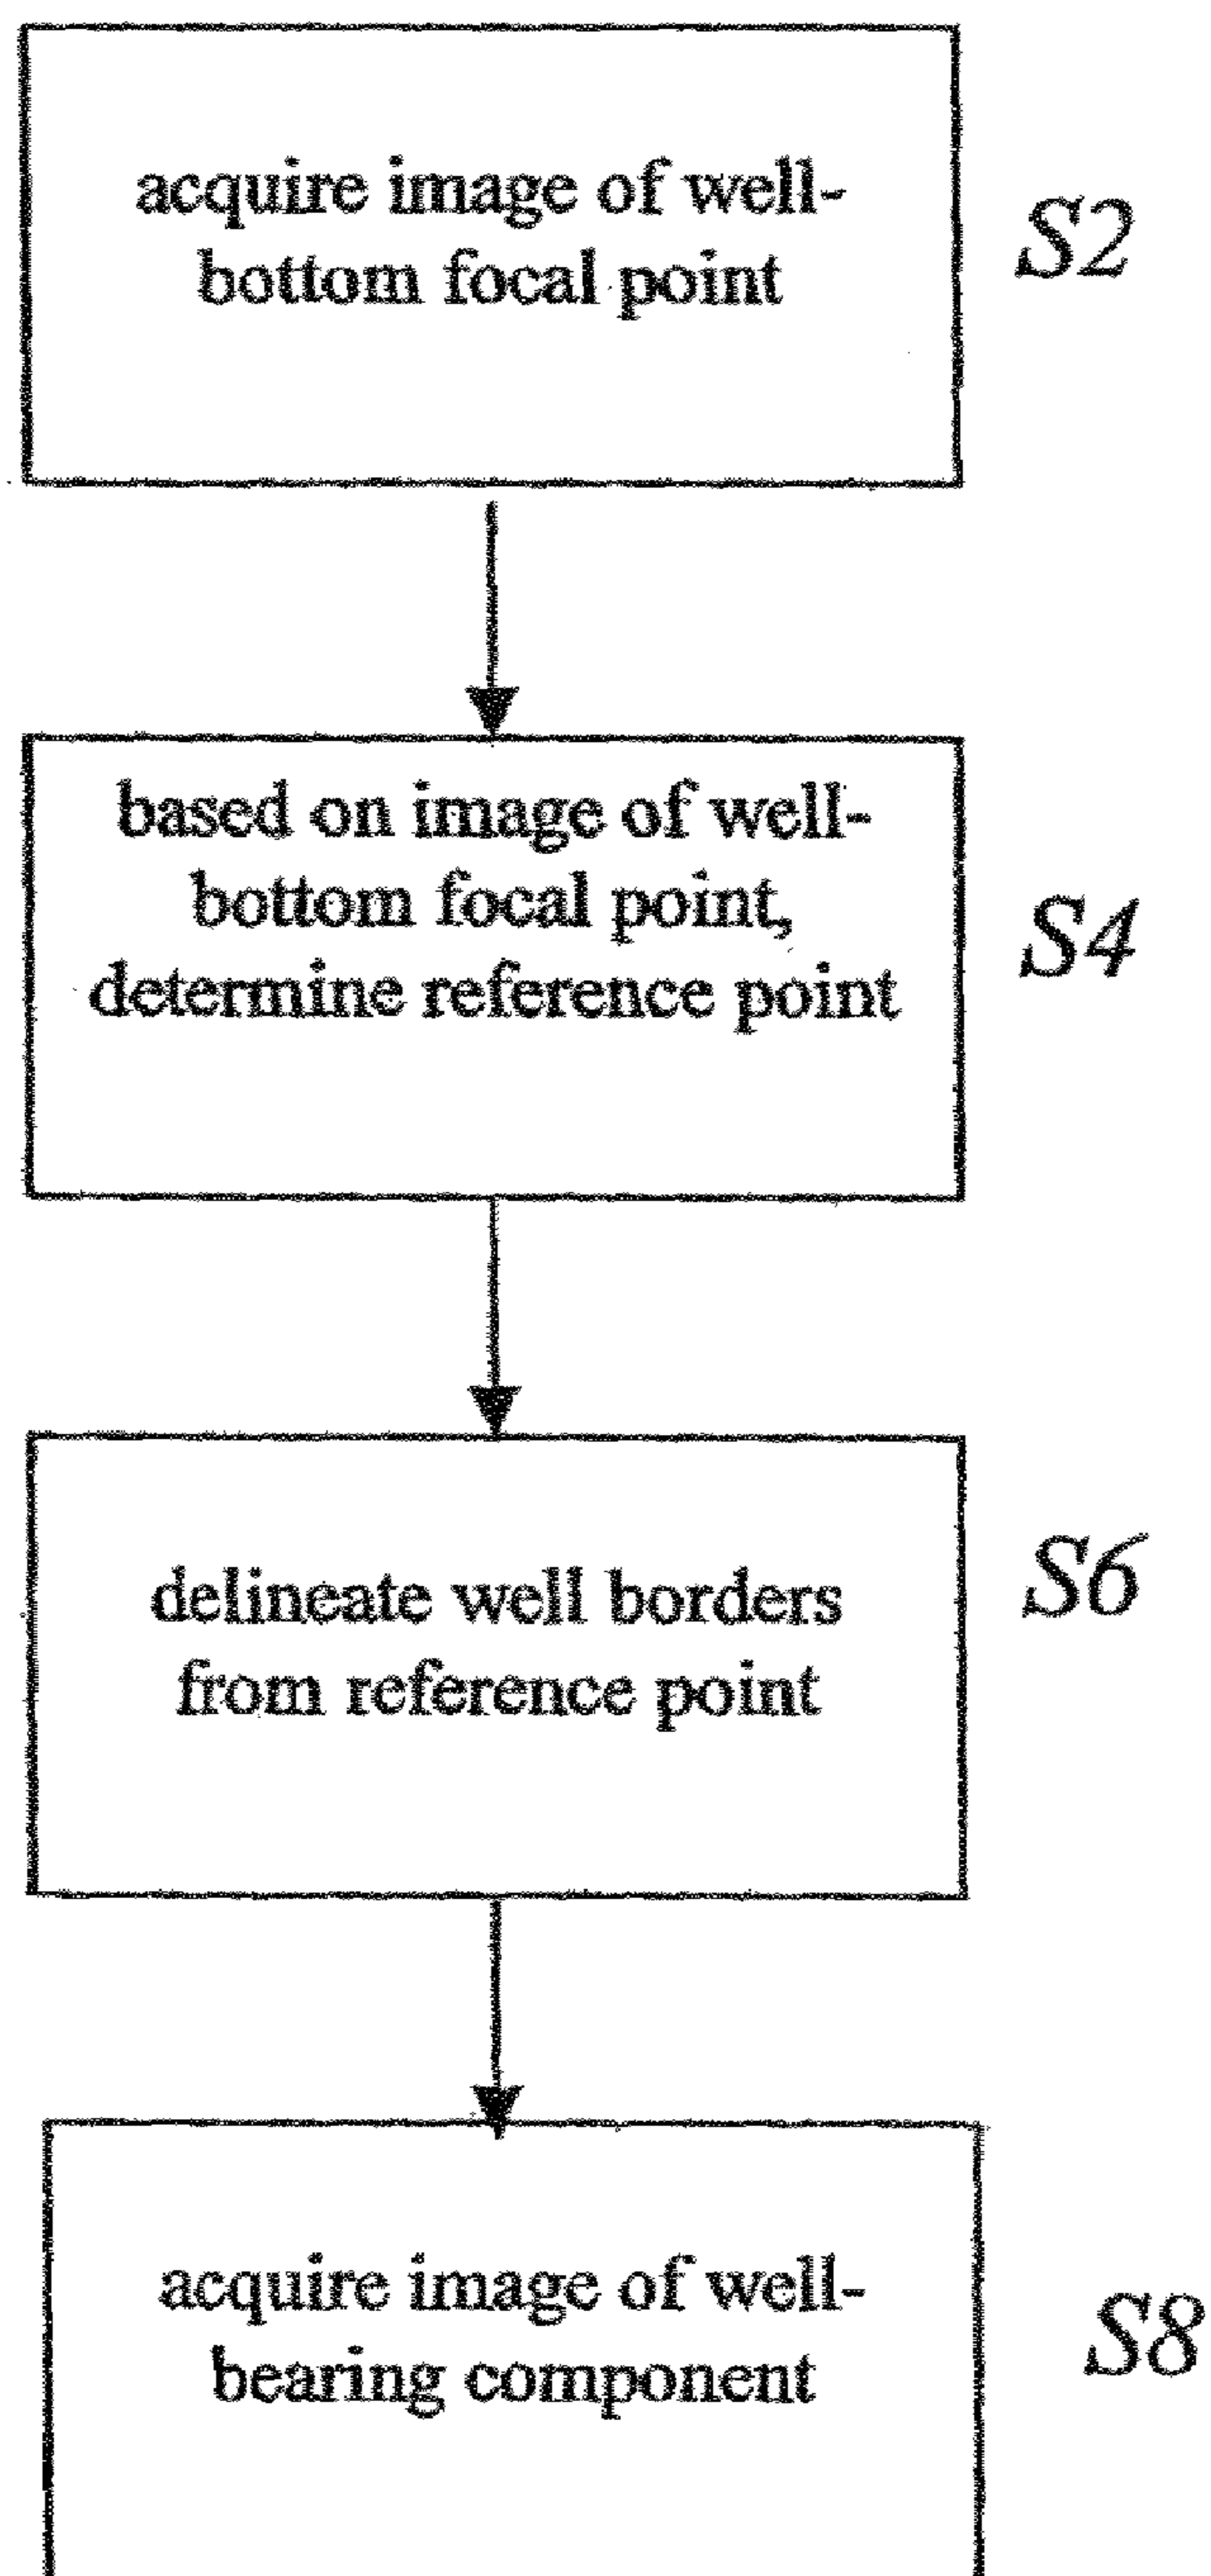 acquire image of well-
bottom focal point
S2
based on image of well-
bottom focal point,
determine reference point
S4
delineate well borders
from reference point
S6
acquire image of well-
bearing component
S8